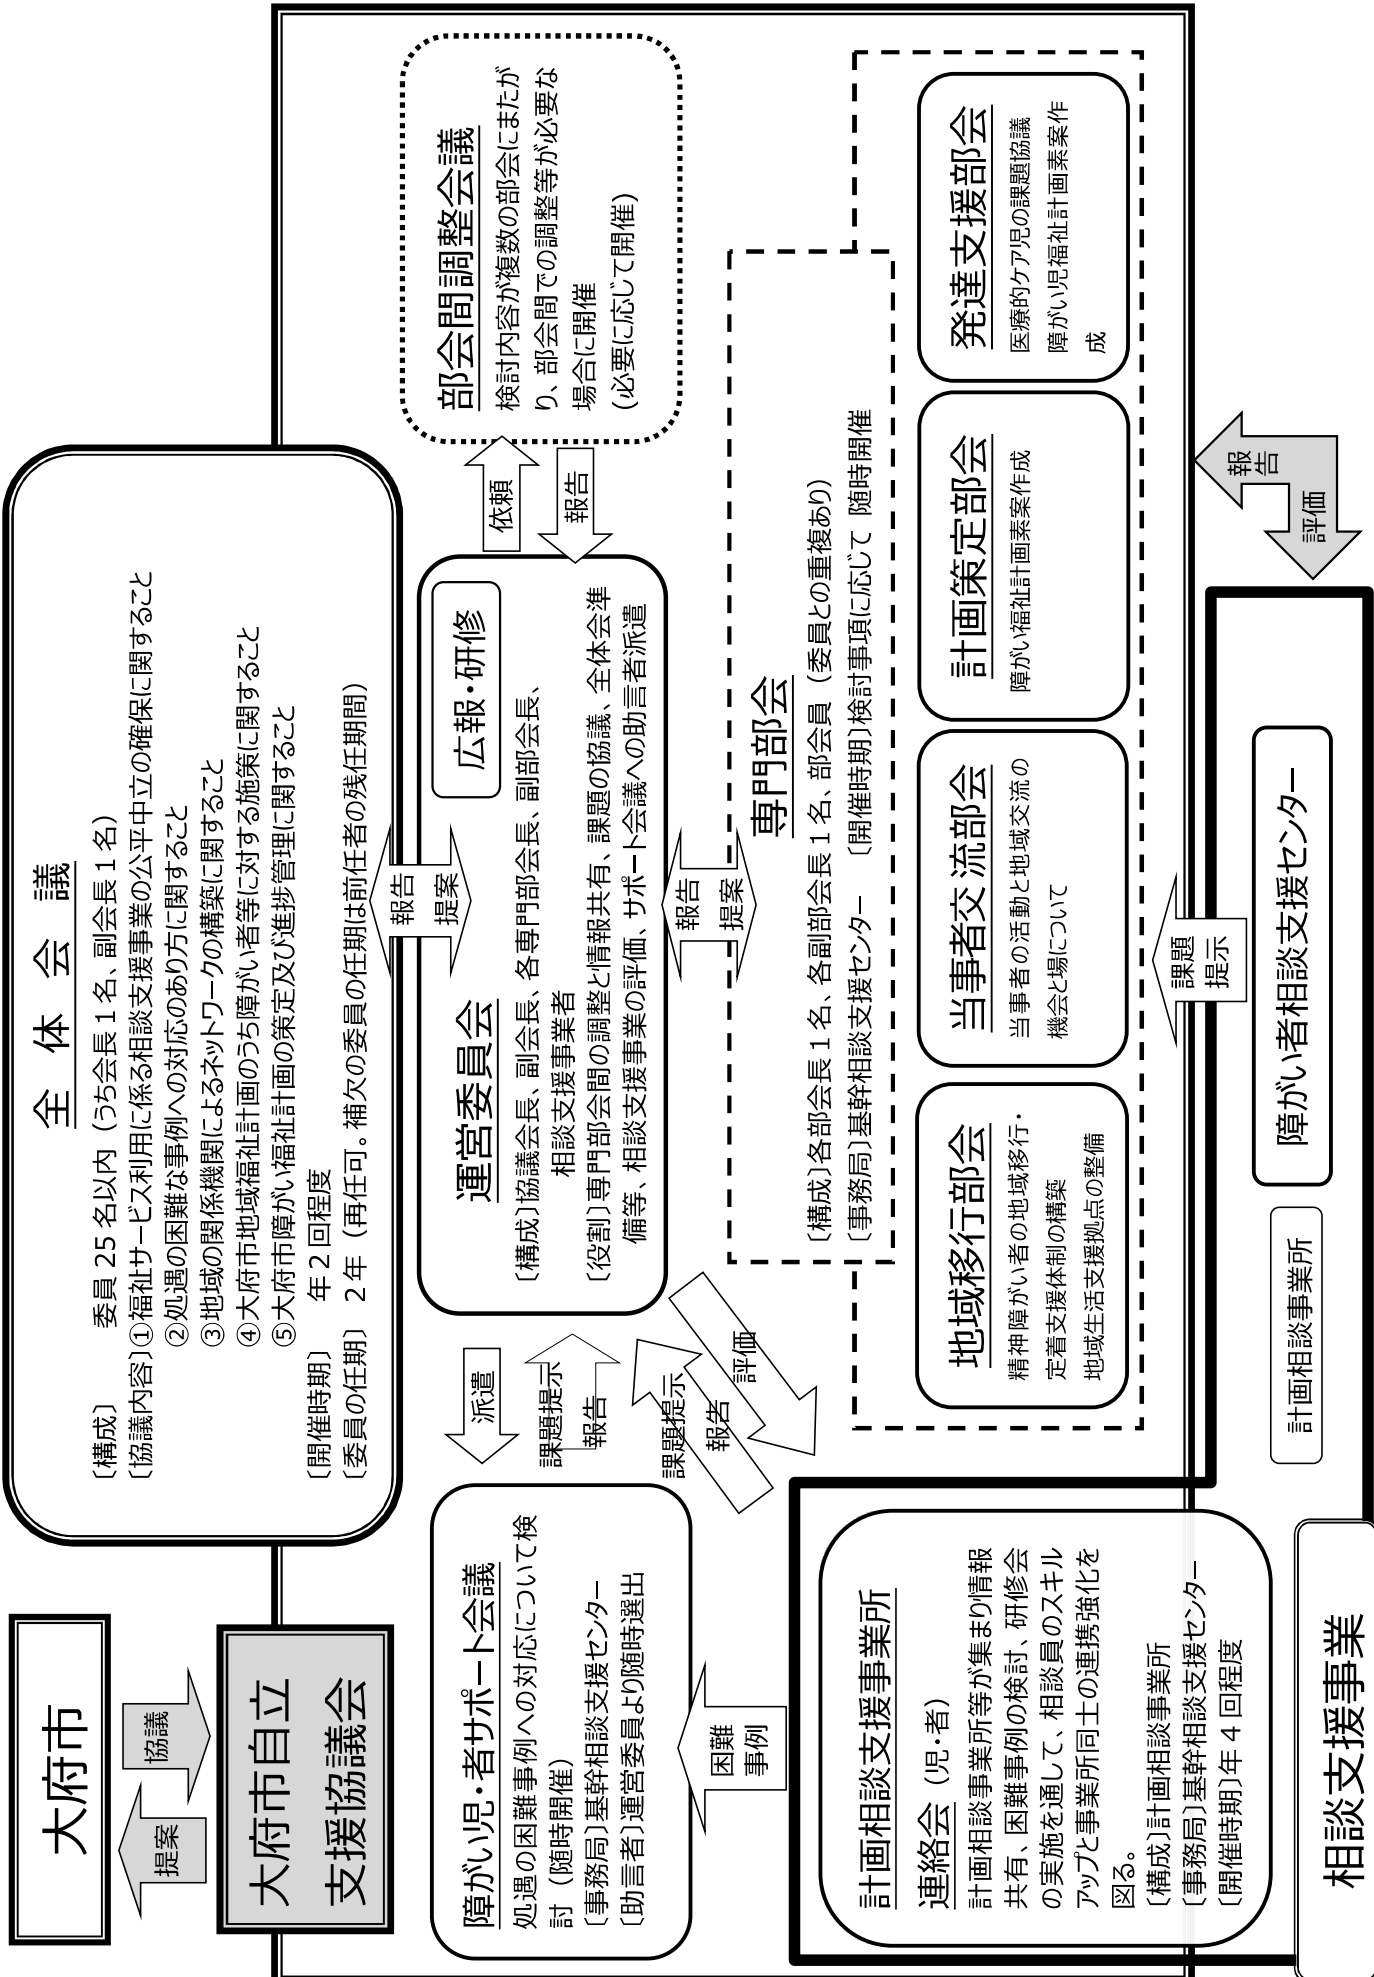 大府市
協議
提案
大府市自立
支援協議会
全体会議
〔構成〕　委員25名以内（うち会長1名、副会長1名）
〔協議内容〕①福祉サービス利用に係る相談支援事業の公平中立の確保に関すること
②処遇の困難な事例への対応のあり方に関すること
③地域の関係機関によるネットワークの構築に関すること
④大府市地域福祉計画のうち障がい者等に対する施策に関すること
⑤大府市障がい福祉計画の策定及び進捗管理に関すること
〔開催時期〕　年2回程度
〔委員の任期〕　2年（再任可。補欠の委員の任期は前任者の残任期間）
報告
提案
運営委員会
広報・研修
〔構成〕協議会長、副会長、各専門部会長、副部会長、
相談支援事業者
〔役割〕専門部会間の調整と情報共有、課題の協議、全体会準
備等、相談支援事業の評価、サポート会議への助言者派遣
依頼
報告
部会間調整会議
検討内容が複数の部会にまたが
り、部会間での調整等が必要な
場合に開催
（必要に応じて開催）
派遣
課題提示
報告
障がい児・者サポート会議
処遇の困難事例への対応について検
討（随時開催）
〔事務局〕基幹相談支援センター
〔助言者〕運営委員より随時選出
課題提示
報告
評価
報告
提案
専門部会
〔構成〕各部会長1名、各副部会長1名、部会員（委員との重複あり）
〔事務局〕基幹相談支援センター　〔開催時期〕検討事項に応じて 随時開催
地域移行部会
精神障がい者の地域移行・
定着支援体制の構築
地域生活支援拠点の整備
当事者交流部会
当事者の活動と地域交流の
機会と場について
計画策定部会
障がい福祉計画素案作成
発達支援部会
医療的ケア児の課題協議
障がい児福祉計画素案作
成
困難
事例
計画相談支援事業所
連絡会（児・者）
計画相談事業所等が集まり情報
共有、困難事例の検討、研修会
の実施を通して、相談員のスキル
アップと事業所同士の連携強化を
図る。
〔構成〕計画相談事業所
〔事務局〕基幹相談支援センター
〔開催時期〕年4回程度
課題
提示
報告
評価
計画相談事業所
障がい者相談支援センター
相談支援事業